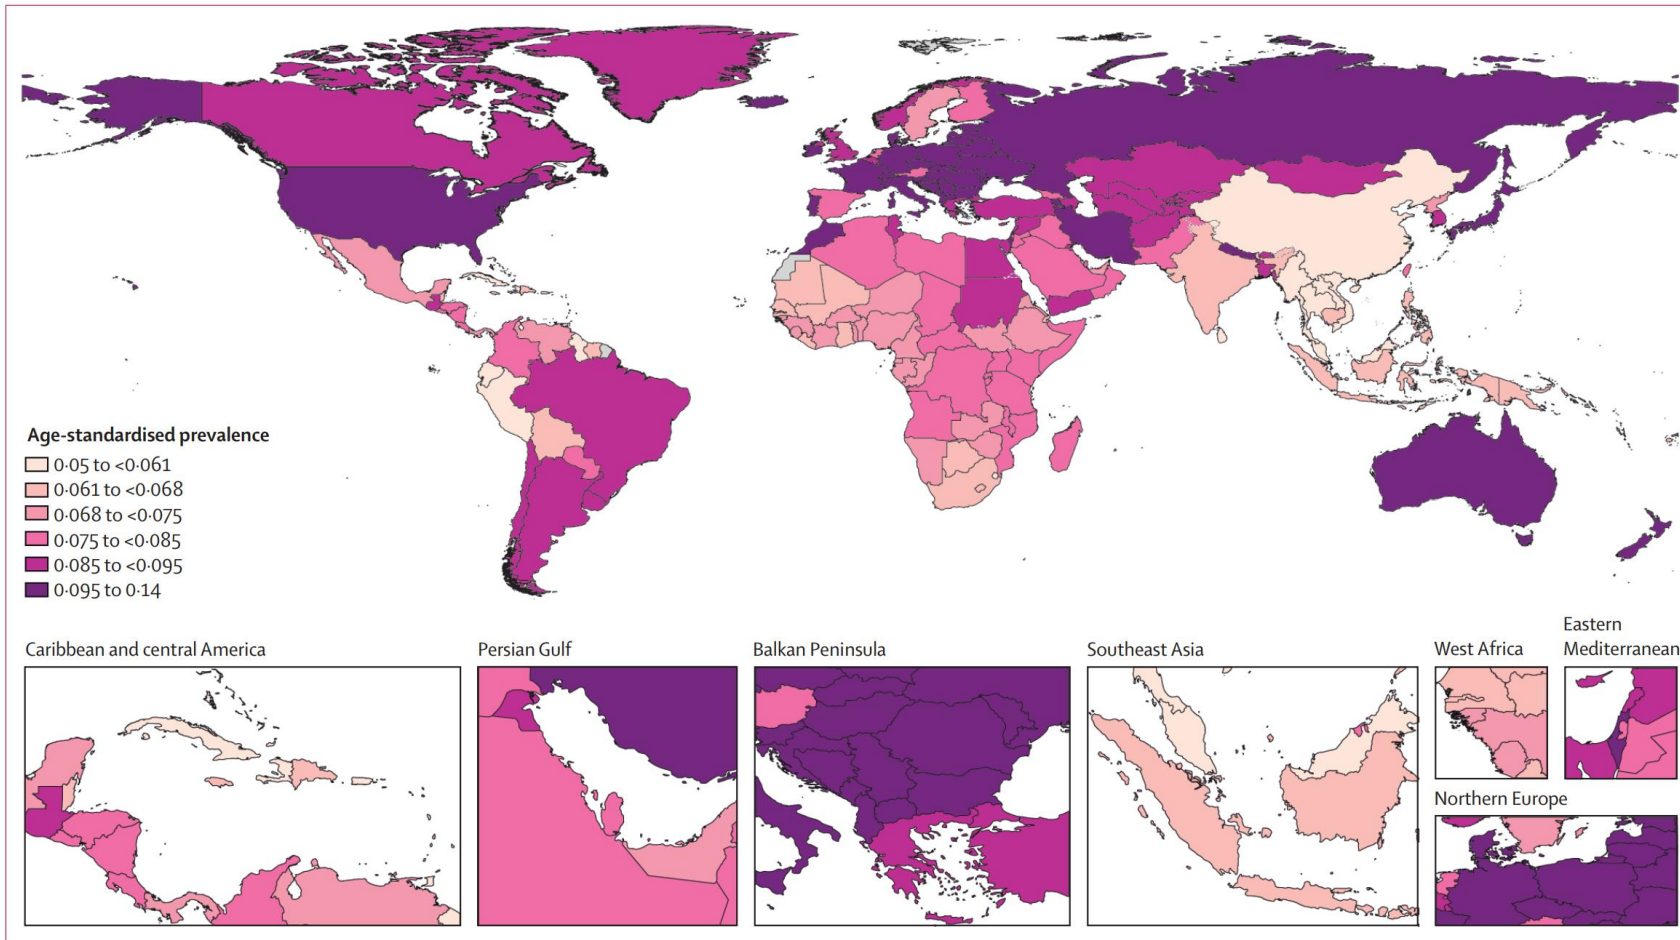 Age-standardised prevalence
0·05 to <0·061
0·061 to <0·068
0·068 to <0·075
0·075 to <0·085
0·085 to <0·095
0·095 to 0·14
Caribbean and central America
Persian Gulf
Balkan Peninsula
Southeast Asia
West Africa
Eastern
Mediterranean
Northern Europe